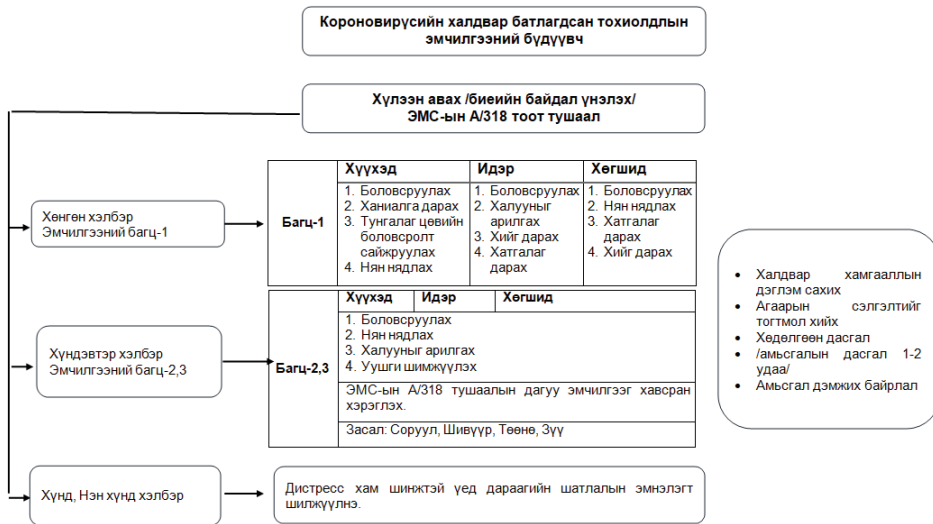 Короновирүсийн халдвар батлагдсан тохиолдлын
эмчилгээний бүдүүвч
Хүлээн авах /биеийн байдал үнэлэх/
ЭМС-ын А/318 тоот тушаал
Хөнгөн хэлбэр
Эмчилгээний багц-1
Багц-1
Хүүхэд
1. Боловсруулах
2. Ханиалга дарах
3. Тунгалаг цөвийн
боловсролт
сайжруулах
4. Нян нядлах
Идэр
1. Боловсруулах
2. Халууныг
арилгах
3. Хийг дарах
4. Хатгалаг
дарах
Хөгшид
1. Боловсруулах
2. Нян нядлах
3. Хатгалаг
дарах
4. Хийг дарах
Хүндэвтэр хэлбэр
Эмчилгээний багц-2,3
Багц-2,3
Хүүхэд Идэр Хөгшид
1. Боловсруулах
2. Нян нядлах
3. Халууныг арилгах
4. Уушги шимжүүлэх
ЭМС-ын А/318 тушаалын дагуу эмчилгээг хавсран
хэрэглэх.
Засал: Соруул, Шивүүр, Төөнө, Зүү
• Халдвар хамгааллын
дэглэм сахих
• Агаарын сэлгэлтийг
тогтмол хийх
• Хөдөлгөөн дасгал
• /амьсгалын дасгал 1-2
удаа/
• Амьсгал дэмжих байрлал
Хүнд, Нэн хүнд хэлбэр
Дистресс хам шинжтэй үед дараагийн шатлалын эмнэлэгт
шилжүүлнэ.